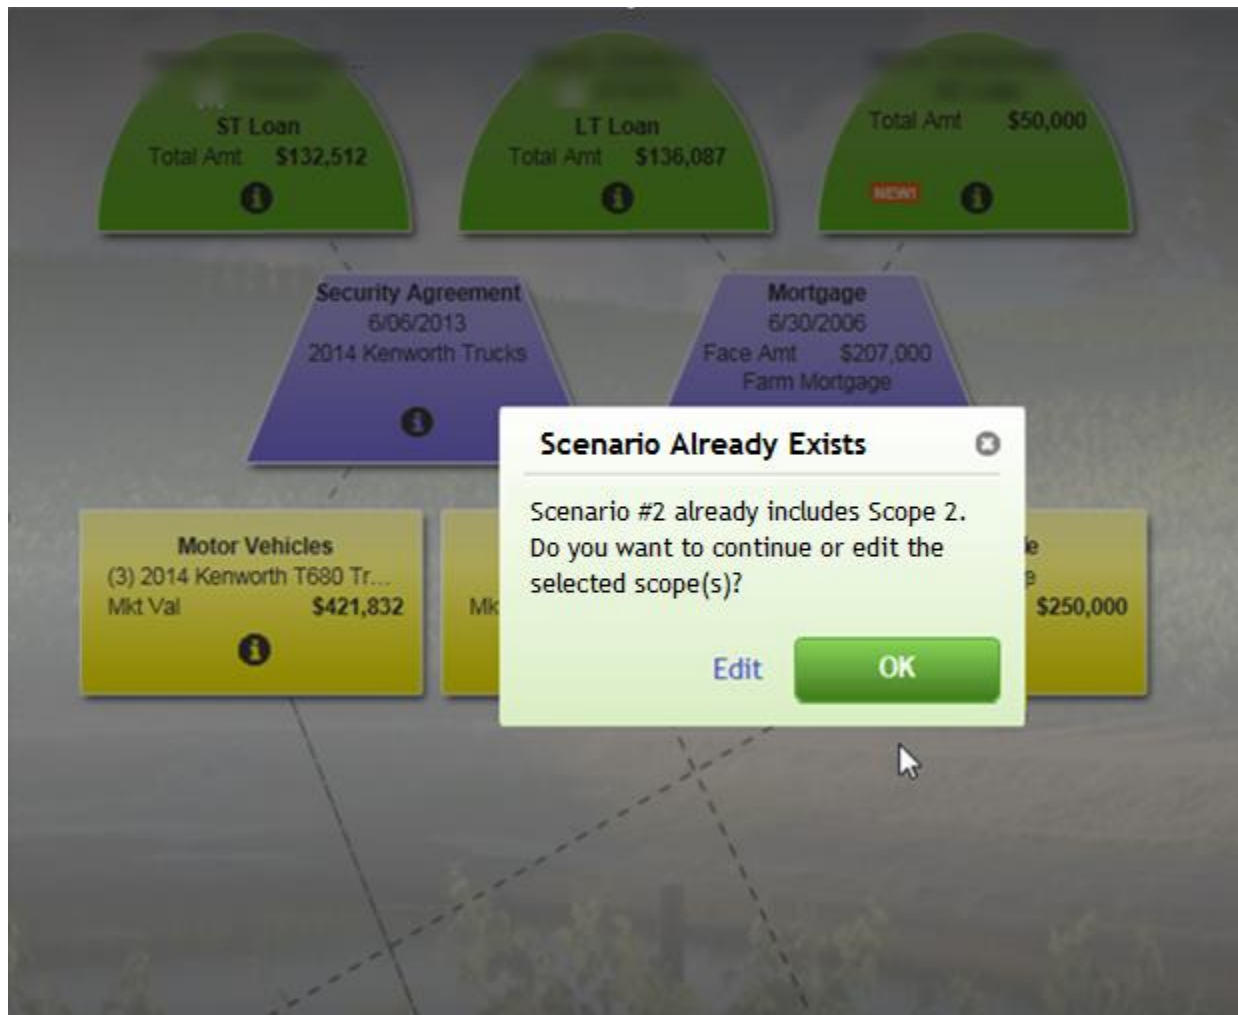 ST Loan
Total Amt $132,512
LT Loan
Total Amt $136,087
Total Amt $50,000
NEW!
Security Agreement
6/06/2013
2014 Kenworth Trucks
Mortgage
6/30/2006
Face Amt $207,000
Farm Mortgage
Scenario Already Exists
Scenario #2 already includes Scope 2.
Do you want to continue or edit the
selected scope(s)?
Edit
OK
Motor Vehicles
(3) 2014 Kenworth T680 Tr...
Mkt Val $421,832
$250,000